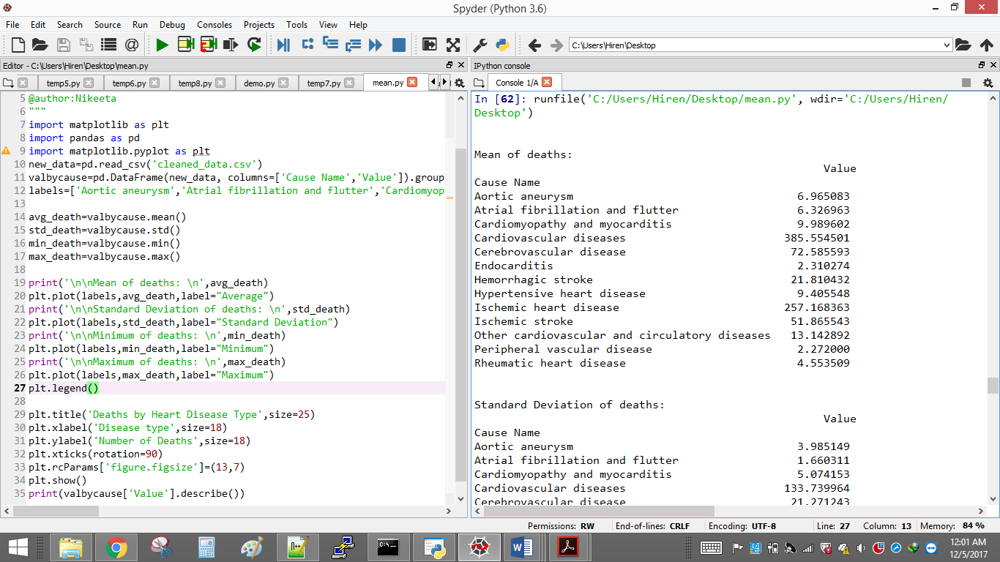 Spyder (Python 3.6)
File Edit Search Source Run Debug Consoles Projects Tools View Help
C:\Users\Hiren\Desktop
Editor - C:\Users\Hiren\Desktop\mean.py
temp5.py temp6.py temp8.py demo.py temp7.py mean.py
5 @author:Nikeeta
6 """
7 import matplotlib as plt
8 import pandas as pd
9 import matplotlib.pyplot as plt
10 new_data=pd.read_csv('cleaned_data.csv')
11 valbycause=pd.DataFrame(new_data, columns=['Cause Name','Value']).group
12 labels=['Aortic aneurysm','Atrial fibrillation and flutter','Cardiomyop
13
14 avg_death=valbycause.mean()
15 std_death=valbycause.std()
16 min_death=valbycause.min()
17 max_death=valbycause.max()
18
19 print('\n\nMean of deaths: \n',avg_death)
20 plt.plot(labels,avg_death,label="Average")
21 print('\n\nStandard Deviation of deaths: \n',std_death)
22 plt.plot(labels,std_death,label="Standard Deviation")
23 print('\n\nMinimum of deaths: \n',min_death)
24 plt.plot(labels,min_death,label="Minimum")
25 print('\n\nMaximum of deaths: \n',max_death)
26 plt.plot(labels,max_death,label="Maximum")
27 plt.legend()
28
29 plt.title('Deaths by Heart Disease Type',size=25)
30 plt.xlabel('Disease type',size=18)
31 plt.ylabel('Number of Deaths',size=18)
32 plt.xticks(rotation=90)
33 plt.rcParams['figure.figsize']=(13,7)
34 plt.show()
35 print(valbycause['Value'].describe())
IPython console
Console 1/A
In [62]: runfile('C:/Users/Hiren/Desktop/mean.py', wdir='C:/Users/Hiren/
Desktop')
Mean of deaths:
Value
Cause Name
Aortic aneurysm 6.965083
Atrial fibrillation and flutter 6.326963
Cardiomyopathy and myocarditis 9.989602
Cardiovascular diseases 385.554501
Cerebrovascular disease 72.585593
Endocarditis 2.310274
Hemorrhagic stroke 21.810432
Hypertensive heart disease 9.405548
Ischemic heart disease 257.168363
Ischemic stroke 51.865543
Other cardiovascular and circulatory diseases 13.142892
Peripheral vascular disease 2.272000
Rheumatic heart disease 4.553509
Standard Deviation of deaths:
Value
Cause Name
Aortic aneurysm 3.985149
Atrial fibrillation and flutter 1.660311
Cardiomyopathy and myocarditis 5.074153
Cardiovascular diseases 133.739964
Cerebrovascular disease 21.271243
Permissions: RW End-of-lines: CRLF Encoding: UTF-8 Line: 27 Column: 13 Memory: 84 %
12:01 AM
12/5/2017